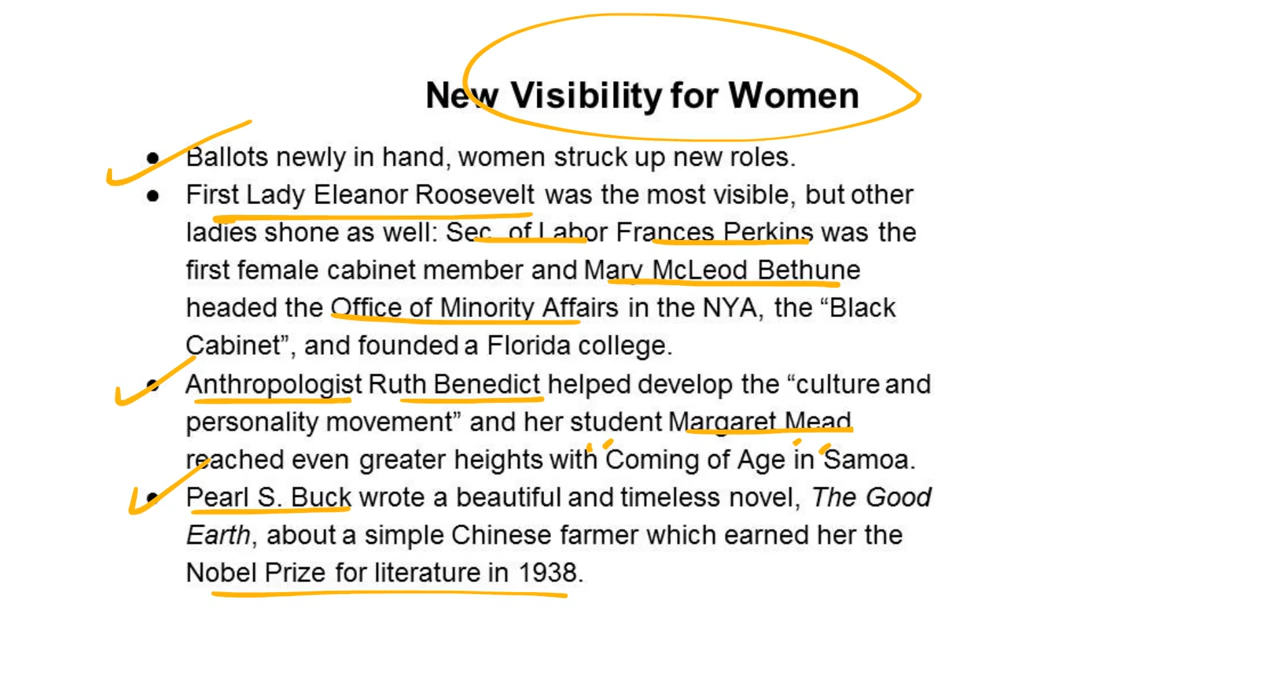 New Visibility for Women
● Ballots newly in hand, women struck up new roles.
● First Lady Eleanor Roosevelt was the most visible, but other
ladies shone as well: Sec. of Labor Frances Perkins was the
first female cabinet member and Mary McLeod Bethune
headed the Office of Minority Affairs in the NYA, the “Black
Cabinet”, and founded a Florida college.
● Anthropologist Ruth Benedict helped develop the “culture and
personality movement” and her student Margaret Mead
reached even greater heights with Coming of Age in Samoa.
● Pearl S. Buck wrote a beautiful and timeless novel, The Good
Earth, about a simple Chinese farmer which earned her the
Nobel Prize for literature in 1938.